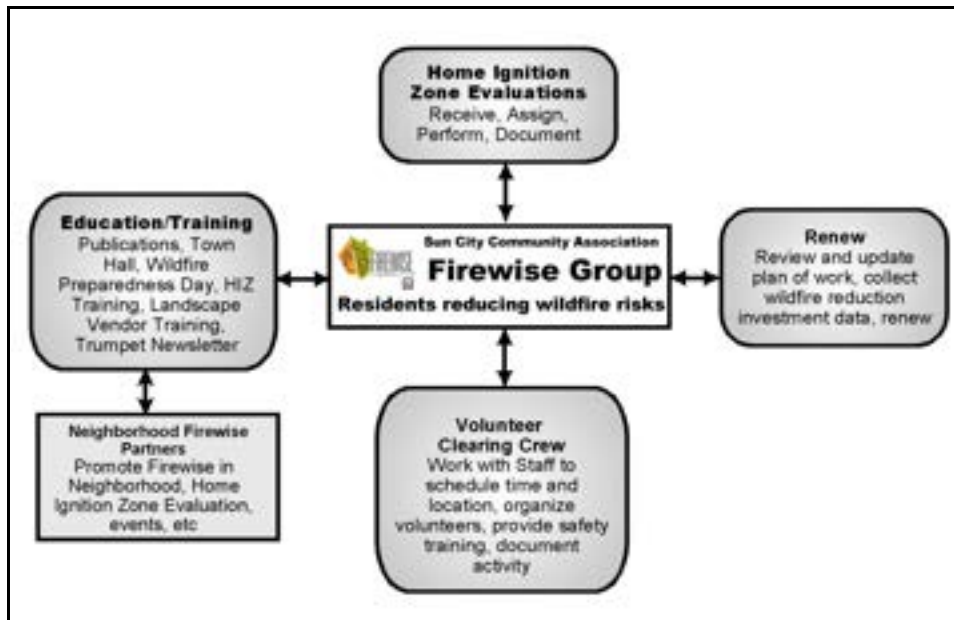 Home Ignition
Zone Evaluations
Receive, Assign,
Perform, Document
Education/Training
Publications, Town
Hall, Wildfire
Preparedness Day, HIZ
Training, Landscape
Vendor Training,
Trumpet Newsletter
Sun City Community Association
FIREWISE
Firewise Group
Residents reducing wildfire risks
Renew
Review and update
plan of work, collect
wildfire reduction
investment data, renew
Neighborhood Firewise
Partners
Promote Firewise in
Neighborhood, Home
Ignition Zone Evaluation,
events, etc
Volunteer
Clearing Crew
Work with Staff to
schedule time and
location, organize
volunteers, provide safety
training, document
activity